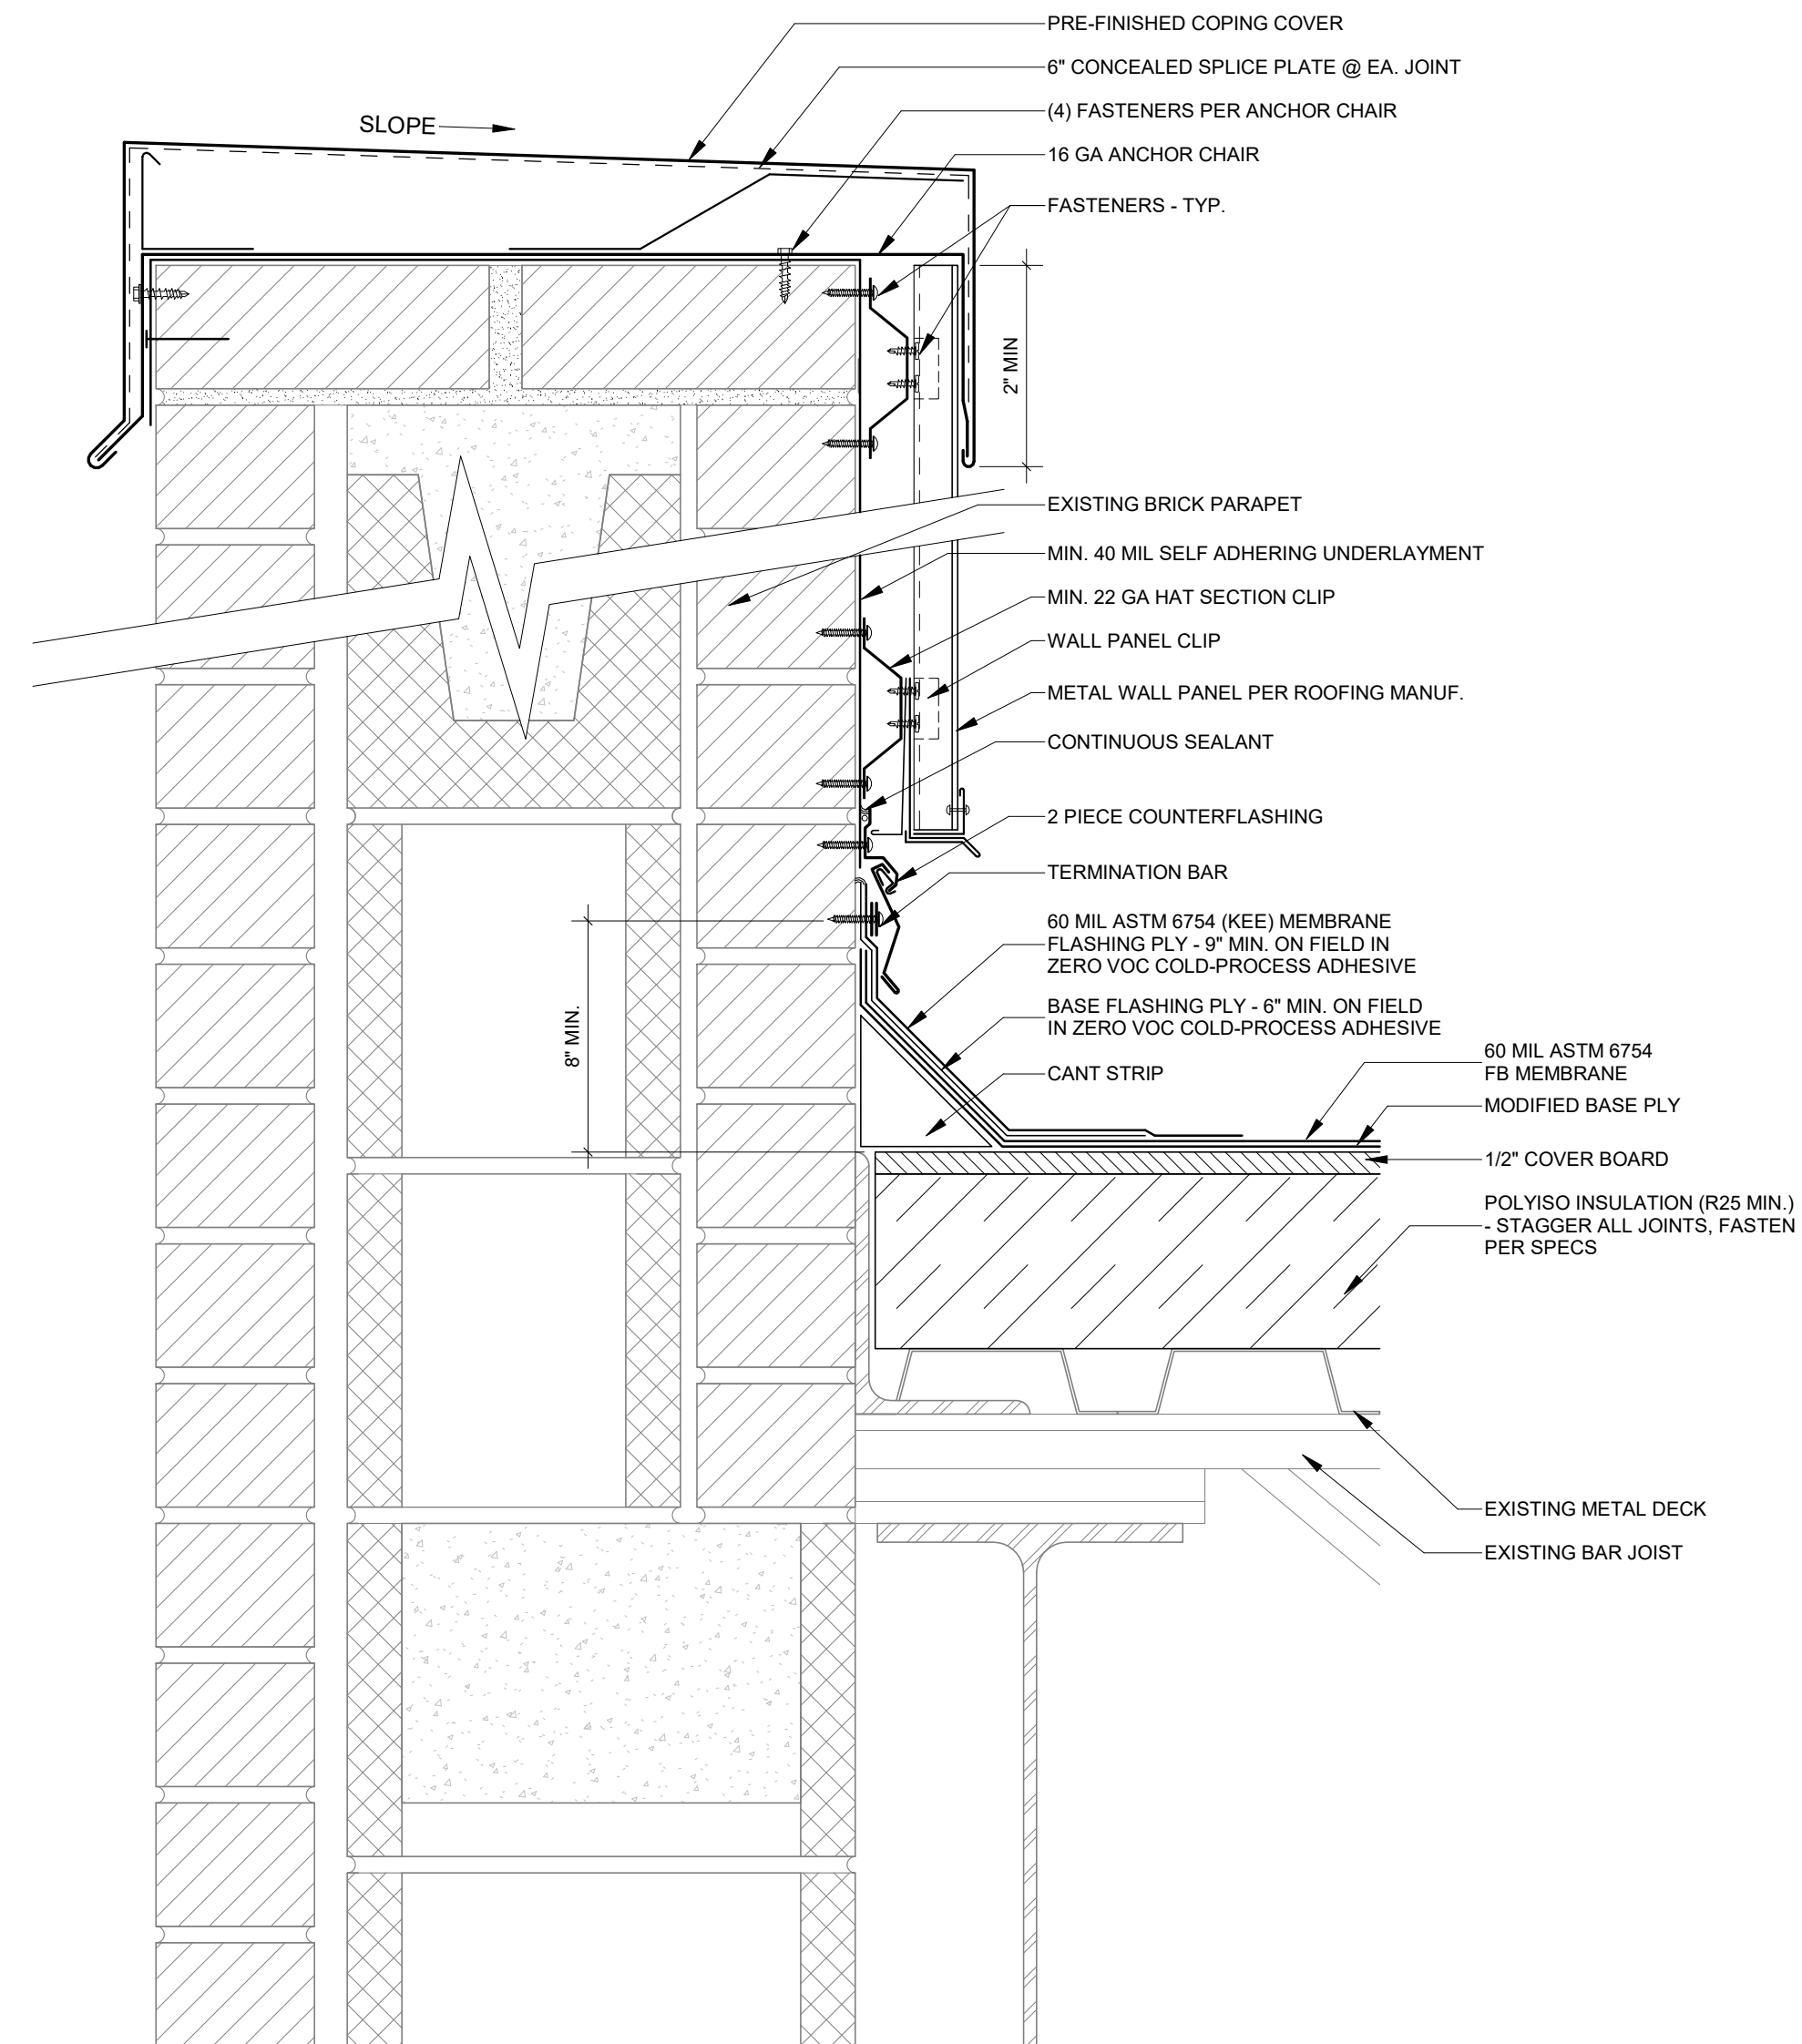 PRE-FINISHED COPING COVER
6" CONCEALED SPLICE PLATE @ EA. JOINT
(4) FASTENERS PER ANCHOR CHAIR
SLOPE
16 GA ANCHOR CHAIR
FASTENERS - TYP.
2" MIN
EXISTING BRICK PARAPET
MIN. 40 MIL SELF ADHERING UNDERLAYMENT
MIN. 22 GA HAT SECTION CLIP
WALL PANEL CLIP
METAL WALL PANEL PER ROOFING MANUF.
CONTINUOUS SEALANT
2 PIECE COUNTERFLASHING
TERMINATION BAR
60 MIL ASTM 6754 (KEE) MEMBRANE
FLASHING PLY - 9" MIN. ON FIELD IN
ZERO VOC COLD-PROCESS ADHESIVE
8" MIN.
BASE FLASHING PLY - 6" MIN. ON FIELD
IN ZERO VOC COLD-PROCESS ADHESIVE
CANT STRIP
60 MIL ASTM 6754
FB MEMBRANE
MODIFIED BASE PLY
1/2" COVER BOARD
POLYISO INSULATION (R25 MIN.)
- STAGGER ALL JOINTS, FASTEN
PER SPECS
EXISTING METAL DECK
EXISTING BAR JOIST